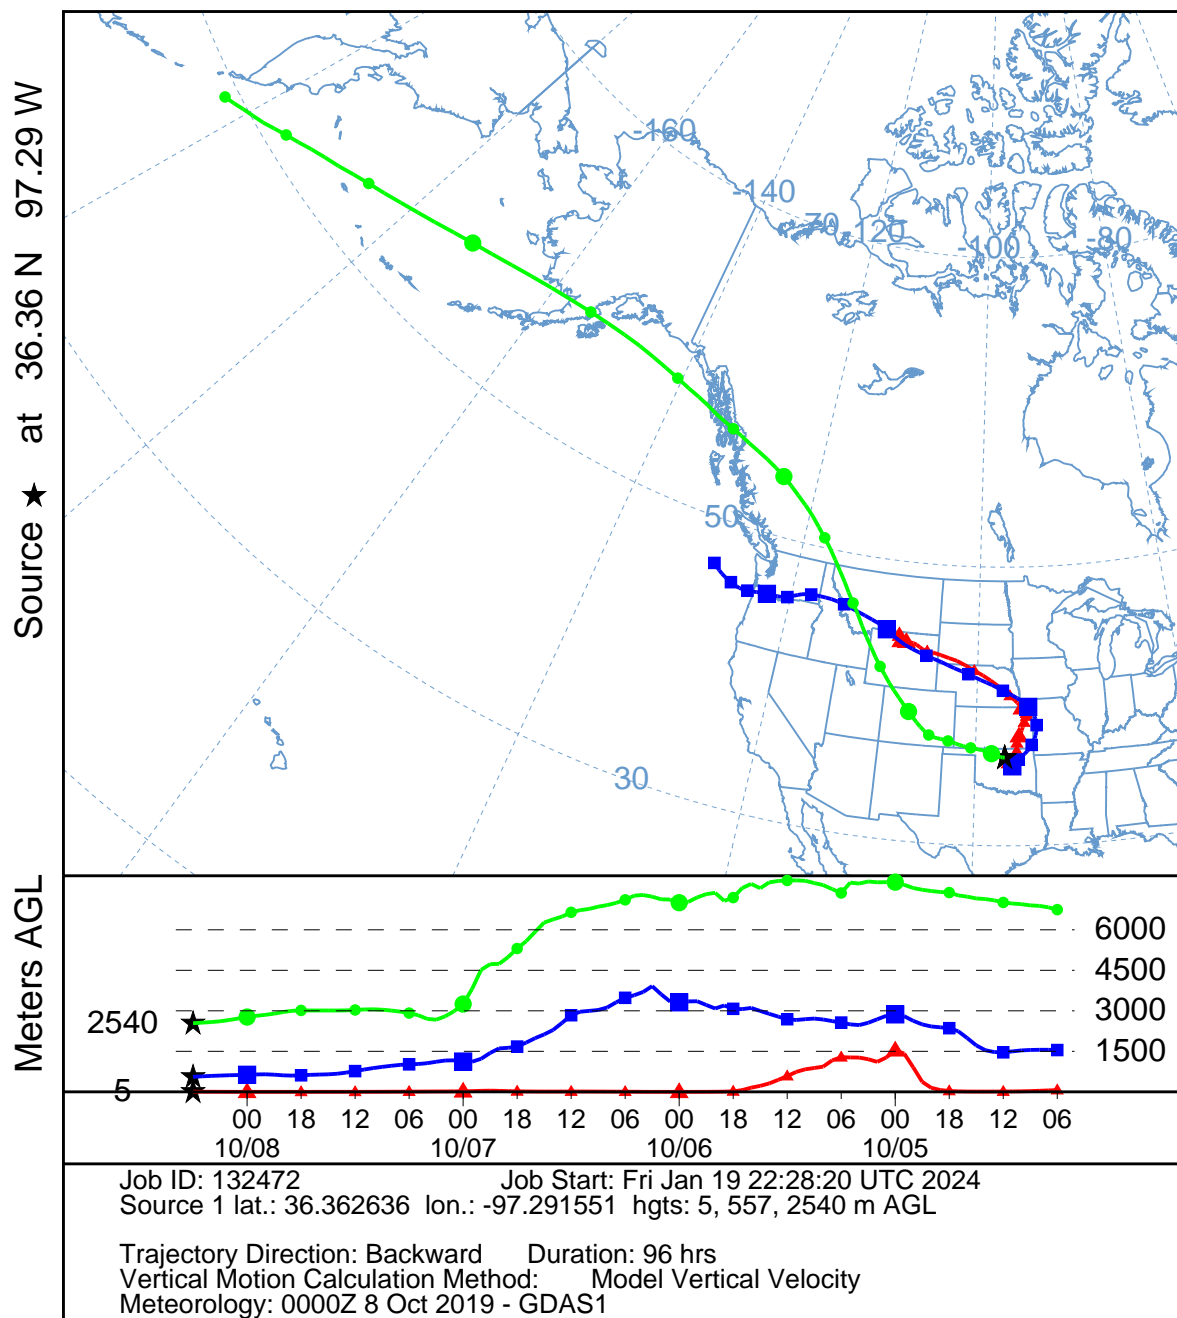 Source ★ at 36.36 N 97.29 W
-160
-140
70
-120
-100
-80
50
30
Meters AGL
6000
4500
3000
1500
2540
5
00 18 12 06 00 18 12 06 00 18 12 06 00 18 12 06
10/08 10/07 10/06 10/05
Job ID: 132472 Job Start: Fri Jan 19 22:28:20 UTC 2024
Source 1 lat.: 36.362636 lon.: -97.291551 hgts: 5, 557, 2540 m AGL
Trajectory Direction: Backward Duration: 96 hrs
Vertical Motion Calculation Method: Model Vertical Velocity
Meteorology: 0000Z 8 Oct 2019 - GDAS1